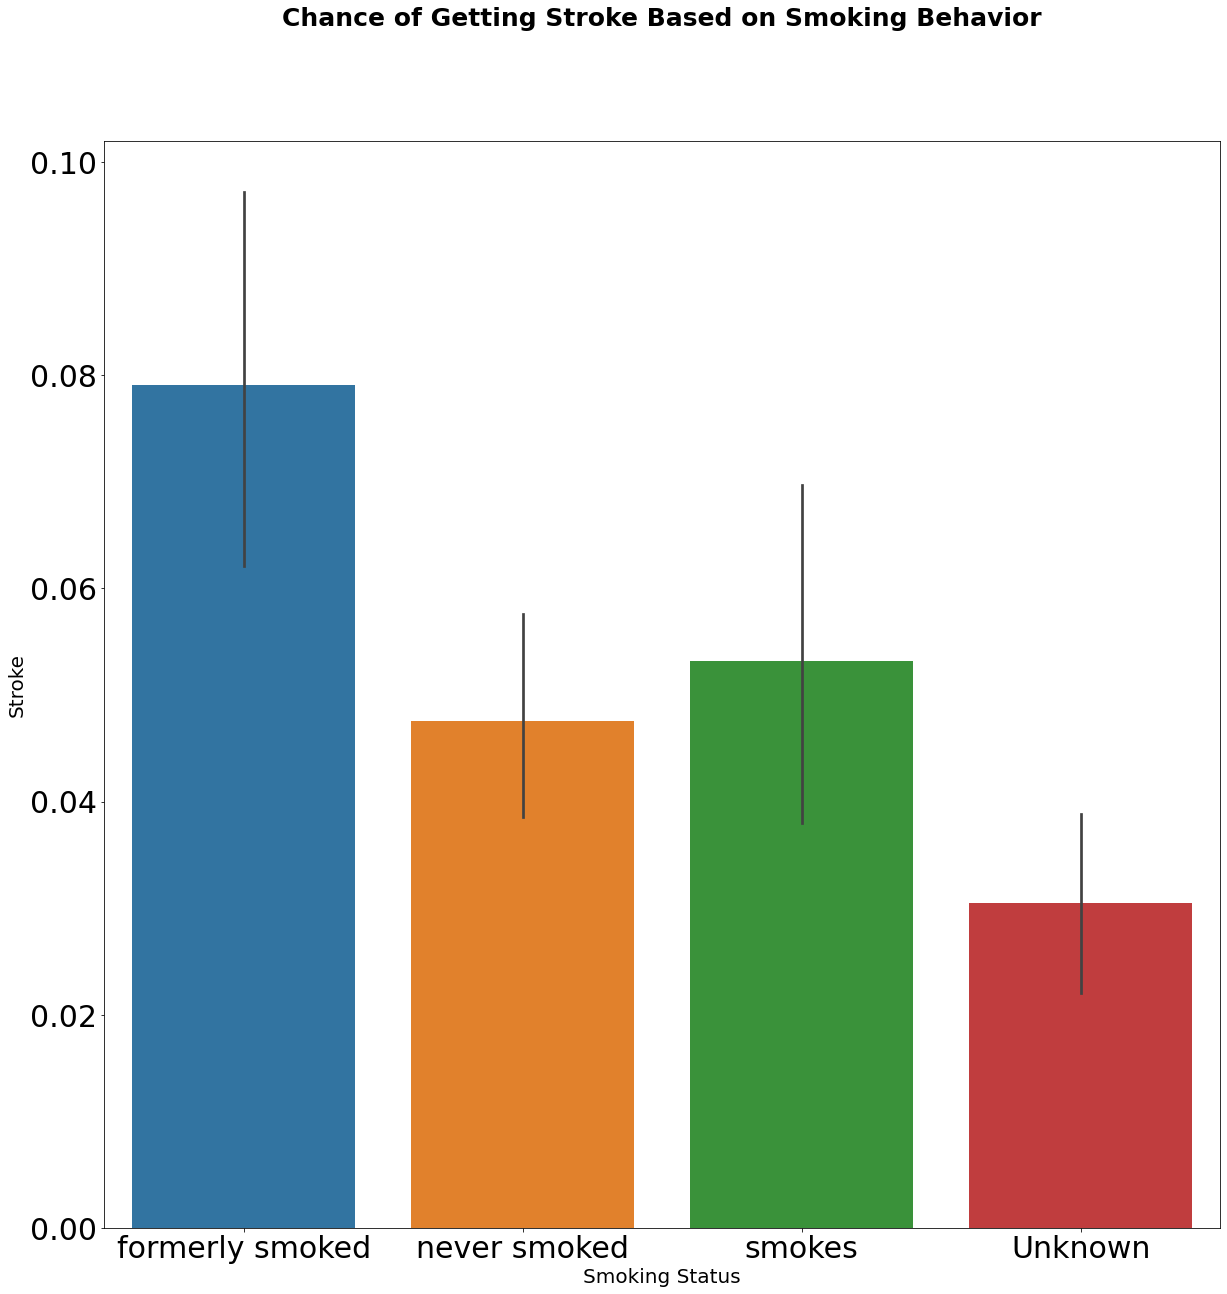 Chance of Getting Stroke Based on Smoking Behavior
0.10
0.08
0.06
0.04
0.02
0.00
Stroke
formerly smoked never smoked smokes Unknown
Smoking Status